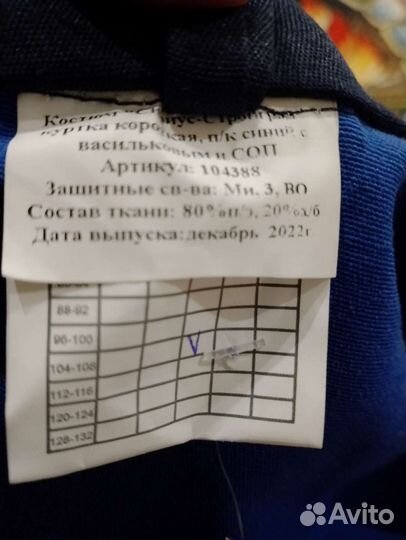 Костюм
куртка короткая, п/к синий с
васильковым и СОП
Артикул: 104388
Защитные св-ва: Ми, З, ВО
Состав ткани: 80%п/э, 20%х/б
Дата выпуска:декабрь 2022г.
88-92
96-100
104-108
112-116
120-124
128-132
Avito